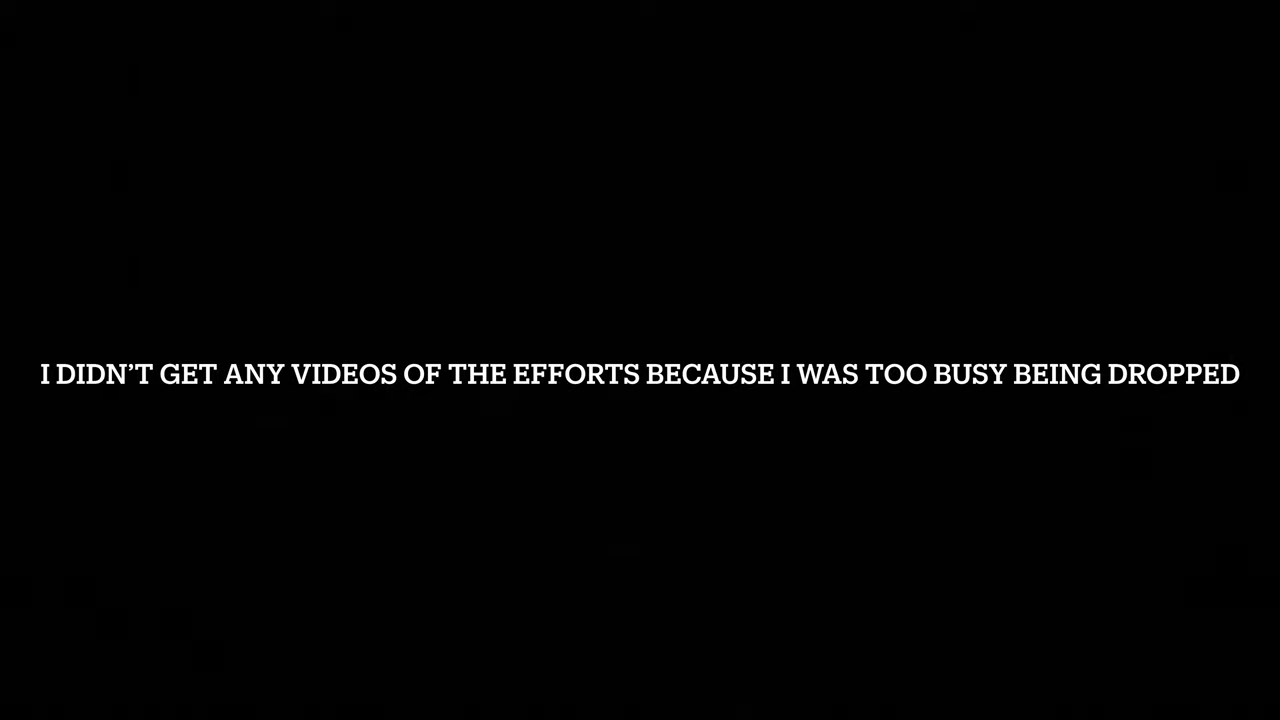 I DIDN’T GET ANY VIDEOS OF THE EFFORTS BECAUSE I WAS TOO BUSY BEING DROPPED